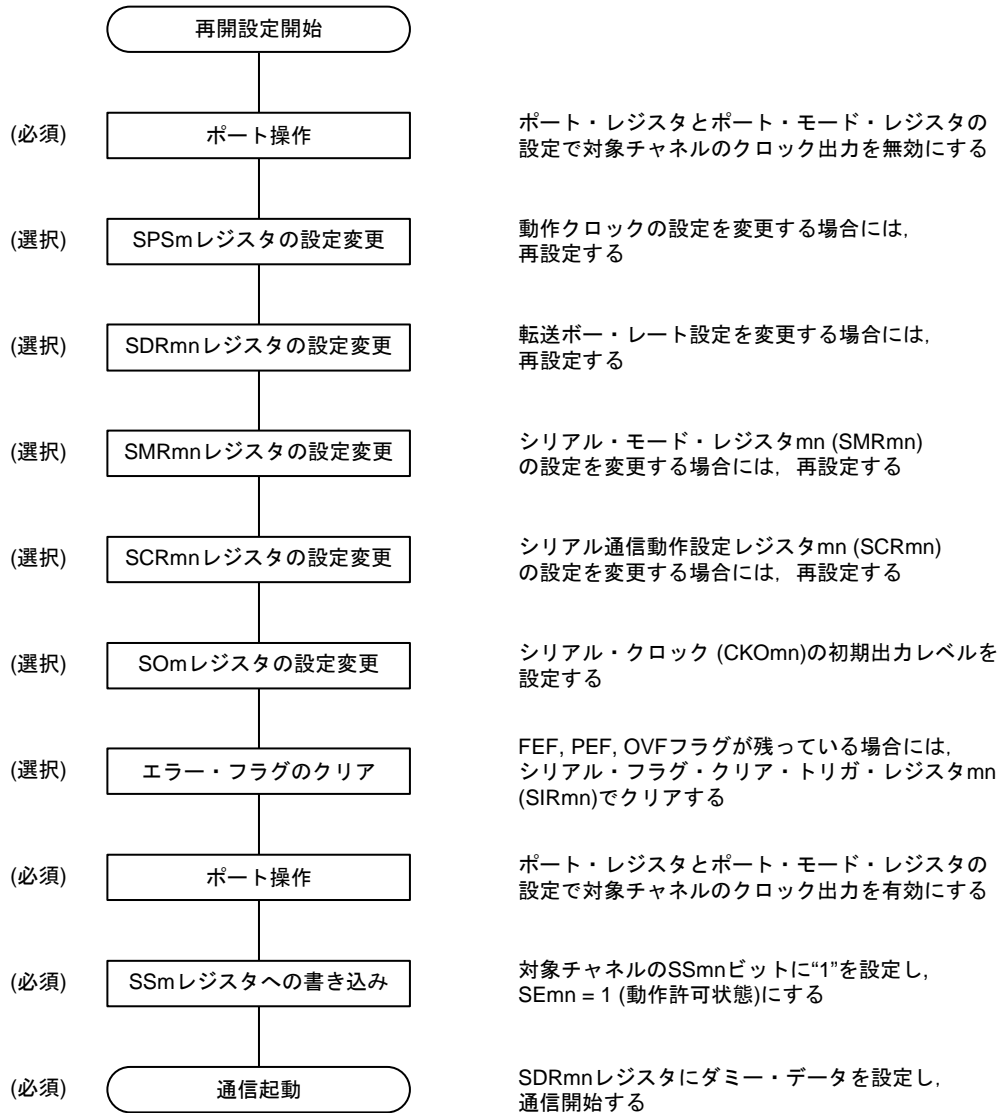 再開設定開始
(必須)
ポート操作
ポート・レジスタとポート・モード・レジスタの
設定で対象チャネルのクロック出力を無効にする
(選択)
SPSmレジスタの設定変更
動作クロックの設定を変更する場合には,
再設定する
(選択)
SDRmnレジスタの設定変更
転送ボー・レート設定を変更する場合には,
再設定する
(選択)
SMRmnレジスタの設定変更
シリアル・モード・レジスタmn (SMRmn)
の設定を変更する場合には, 再設定する
(選択)
SCRmnレジスタの設定変更
シリアル通信動作設定レジスタmn (SCRmn)
の設定を変更する場合には, 再設定する
(選択)
SOmレジスタの設定変更
シリアル・クロック (CKOmn)の初期出力レベルを
設定する
(選択)
エラー・フラグのクリア
FEF, PEF, OVFフラグが残っている場合には,
シリアル・フラグ・クリア・トリガ・レジスタmn
(SIRmn)でクリアする
(必須)
ポート操作
ポート・レジスタとポート・モード・レジスタの
設定で対象チャネルのクロック出力を有効にする
(必須)
SSmレジスタへの書き込み
対象チャネルのSSmnビットに“1”を設定し,
SEmn = 1 (動作許可状態)にする
(必須)
通信起動
SDRmnレジスタにダミー・データを設定し,
通信開始する